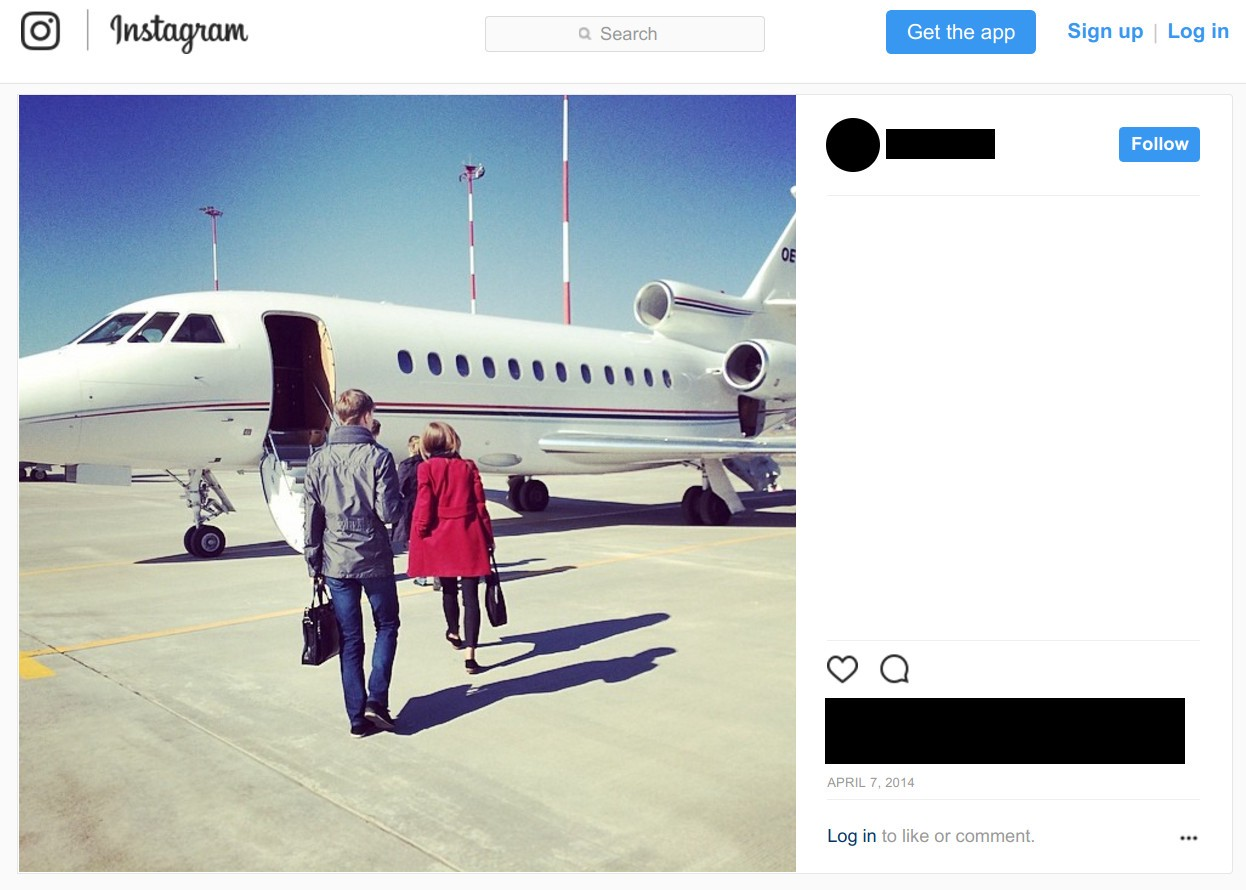 Instagram
Search
Get the app
Sign up | Log in
Follow
OE
APRIL 7, 2014
Log in to like or comment.